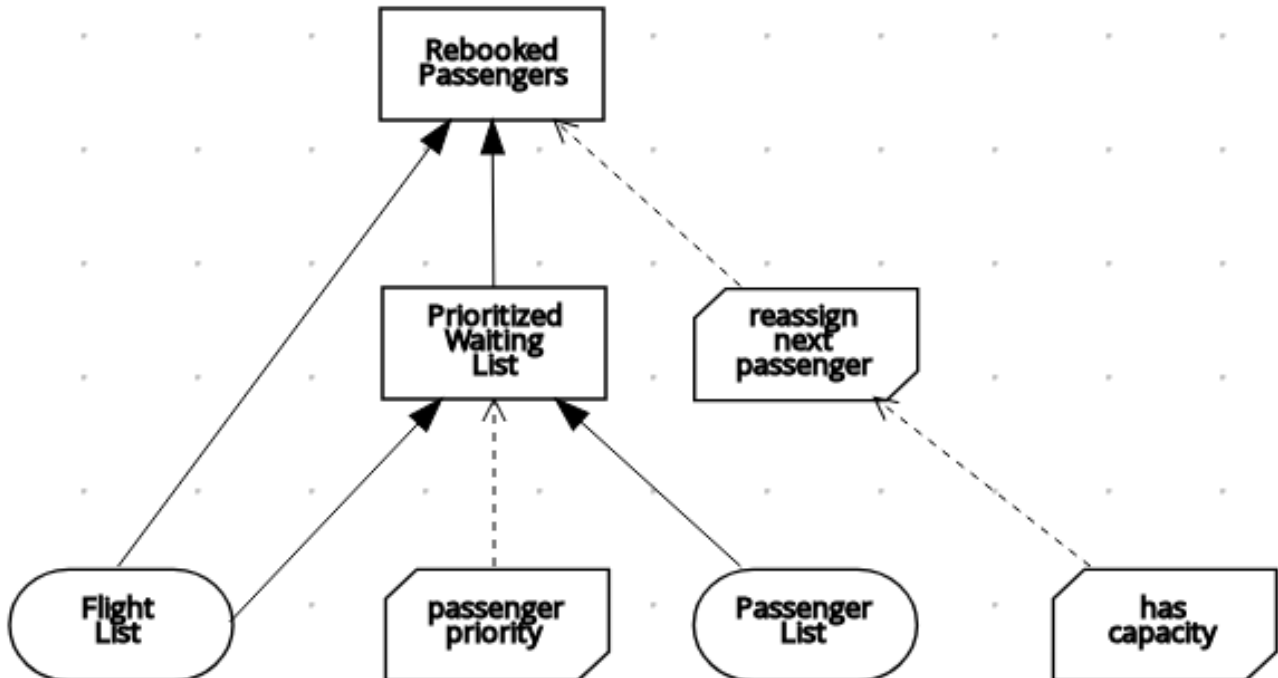 Rebooked
Passengers
Prioritized
Waiting
List
reassign
next
passenger
Flight
List
passenger
priority
Passenger
List
has
capacity